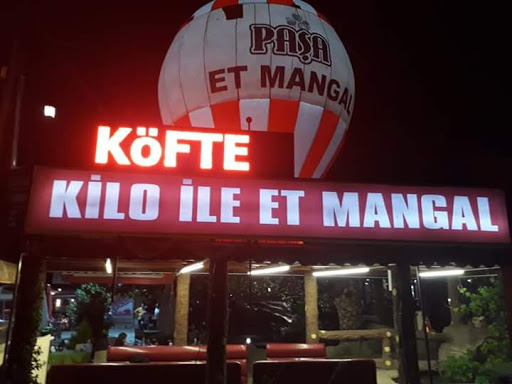 PAŞA
ET MANGAL
KÖFTE
KİLO İLE ET MANGAL